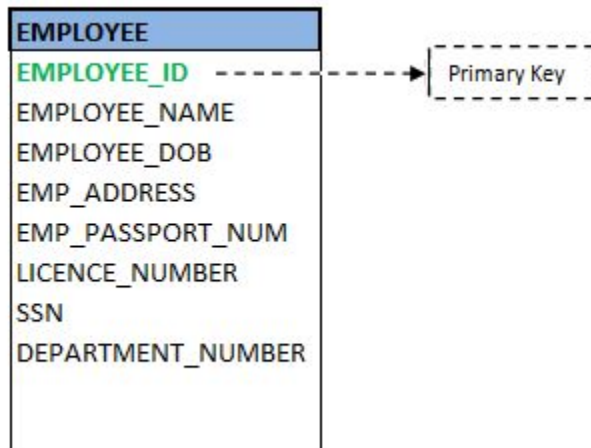 EMPLOYEE
EMPLOYEE_ID
Primary Key
EMPLOYEE_NAME
EMPLOYEE_DOB
EMP_ADDRESS
EMP_PASSPORT_NUM
LICENCE_NUMBER
SSN
DEPARTMENT_NUMBER